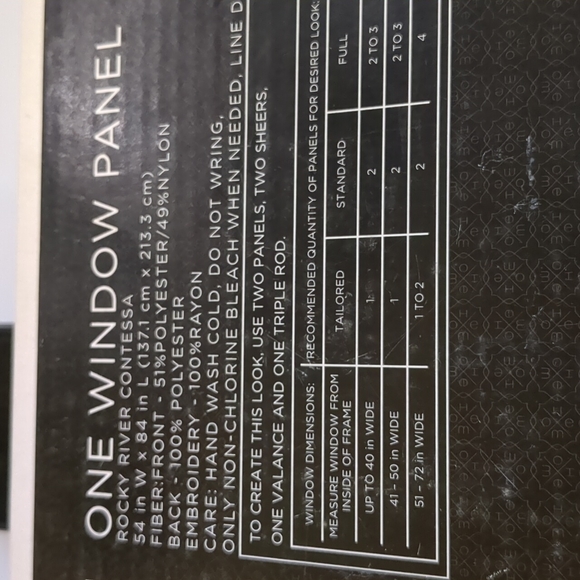 ONE WINDOW PANEL
ROCKY RIVER CONTESSA
54 in W x 84 in L (137.1 cm x 213.3 cm)
FIBER:FRONT - 51%POLYESTER/49%NYLON
BACK - 100% POLYESTER
EMBROIDERY - 100%RAYON
CARE: HAND WASH COLD, DO NOT WRING,
ONLY NON-CHLORINE BLEACH WHEN NEEDED, LINE D
TO CREATE THIS LOOK, USE TWO PANELS, TWO SHEERS,
ONE VALANCE AND ONE TRIPLE ROD.
WINDOW DIMENSIONS: RECOMMENDED QUANTITY OF PANELS FOR DESIRED LOOK:
MEASURE WINDOW FROM
INSIDE OF FRAME TAILORED STANDARD FULL
UP TO 40 in WIDE 1 2 2 TO 3
41 - 50 in WIDE 1 2 2 TO 3
51 - 72 in WIDE 1 TO 2 2 4